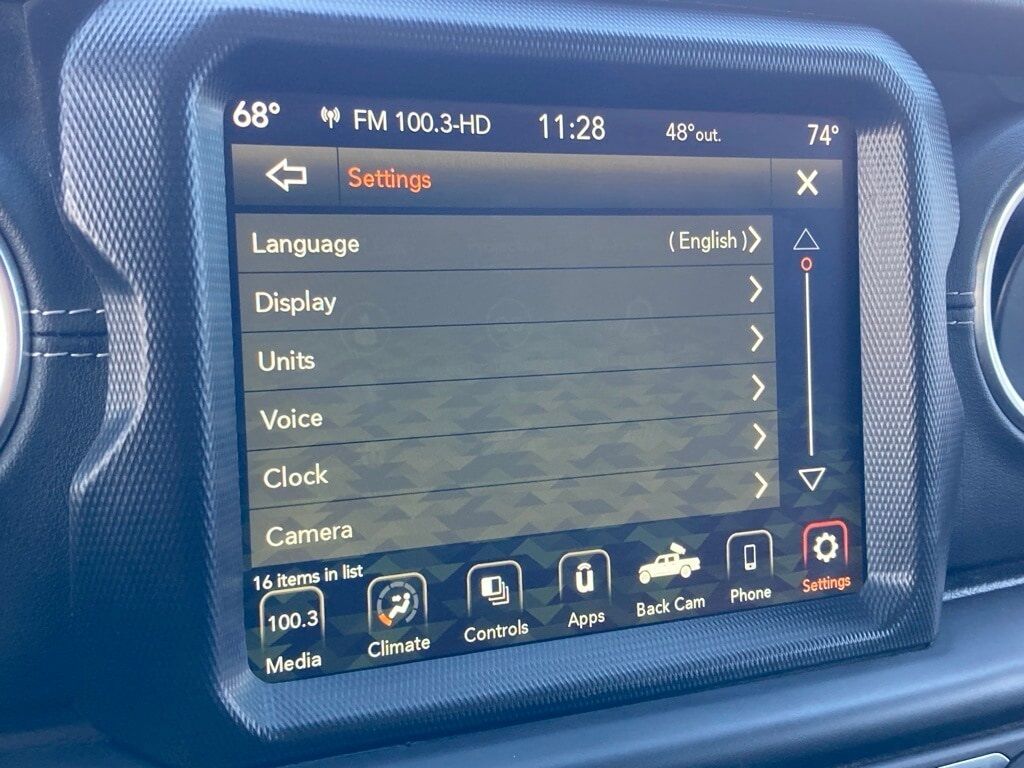 68° FM 100.3-HD 11:28 48°out. 74°
Settings
Language (English)
Display
Units
Voice
Clock
Camera
16 items in list
100.3
Media
Climate
Controls
Apps
Back Cam
Phone
Settings